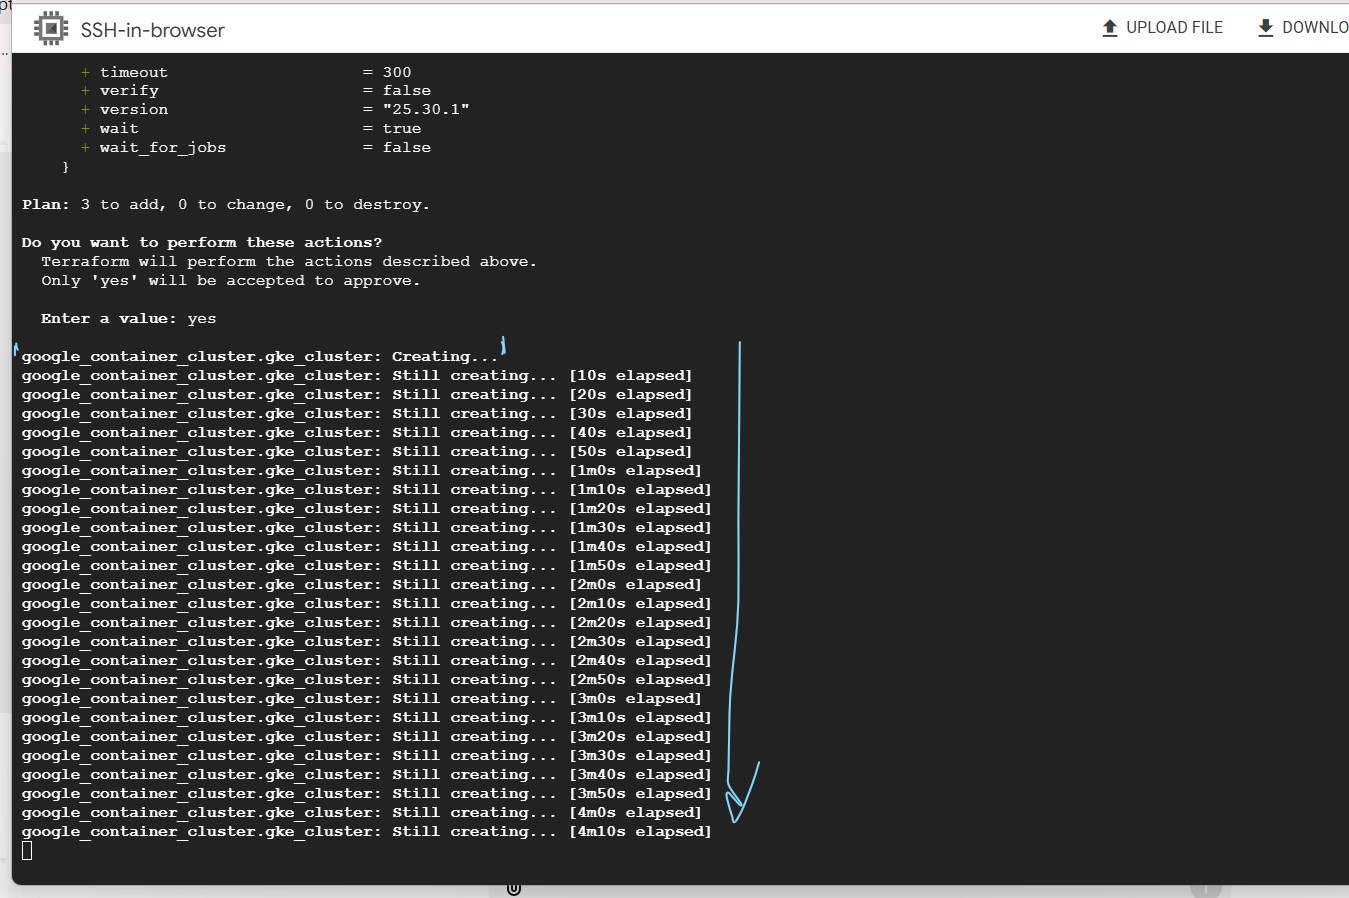 SSH-in-browser
UPLOAD FILE
DOWNLO
+ timeout = 300
+ verify = false
+ version = "25.30.1"
+ wait = true
+ wait_for_jobs = false
}
Plan: 3 to add, 0 to change, 0 to destroy.
Do you want to perform these actions?
Terraform will perform the actions described above.
Only 'yes' will be accepted to approve.
Enter a value: yes
google_container_cluster.gke_cluster: Creating...
google_container_cluster.gke_cluster: Still creating... [10s elapsed]
google_container_cluster.gke_cluster: Still creating... [20s elapsed]
google_container_cluster.gke_cluster: Still creating... [30s elapsed]
google_container_cluster.gke_cluster: Still creating... [40s elapsed]
google_container_cluster.gke_cluster: Still creating... [50s elapsed]
google_container_cluster.gke_cluster: Still creating... [1m0s elapsed]
google_container_cluster.gke_cluster: Still creating... [1m10s elapsed]
google_container_cluster.gke_cluster: Still creating... [1m20s elapsed]
google_container_cluster.gke_cluster: Still creating... [1m30s elapsed]
google_container_cluster.gke_cluster: Still creating... [1m40s elapsed]
google_container_cluster.gke_cluster: Still creating... [1m50s elapsed]
google_container_cluster.gke_cluster: Still creating... [2m0s elapsed]
google_container_cluster.gke_cluster: Still creating... [2m10s elapsed]
google_container_cluster.gke_cluster: Still creating... [2m20s elapsed]
google_container_cluster.gke_cluster: Still creating... [2m30s elapsed]
google_container_cluster.gke_cluster: Still creating... [2m40s elapsed]
google_container_cluster.gke_cluster: Still creating... [2m50s elapsed]
google_container_cluster.gke_cluster: Still creating... [3m0s elapsed]
google_container_cluster.gke_cluster: Still creating... [3m10s elapsed]
google_container_cluster.gke_cluster: Still creating... [3m20s elapsed]
google_container_cluster.gke_cluster: Still creating... [3m30s elapsed]
google_container_cluster.gke_cluster: Still creating... [3m40s elapsed]
google_container_cluster.gke_cluster: Still creating... [3m50s elapsed]
google_container_cluster.gke_cluster: Still creating... [4m0s elapsed]
google_container_cluster.gke_cluster: Still creating... [4m10s elapsed]